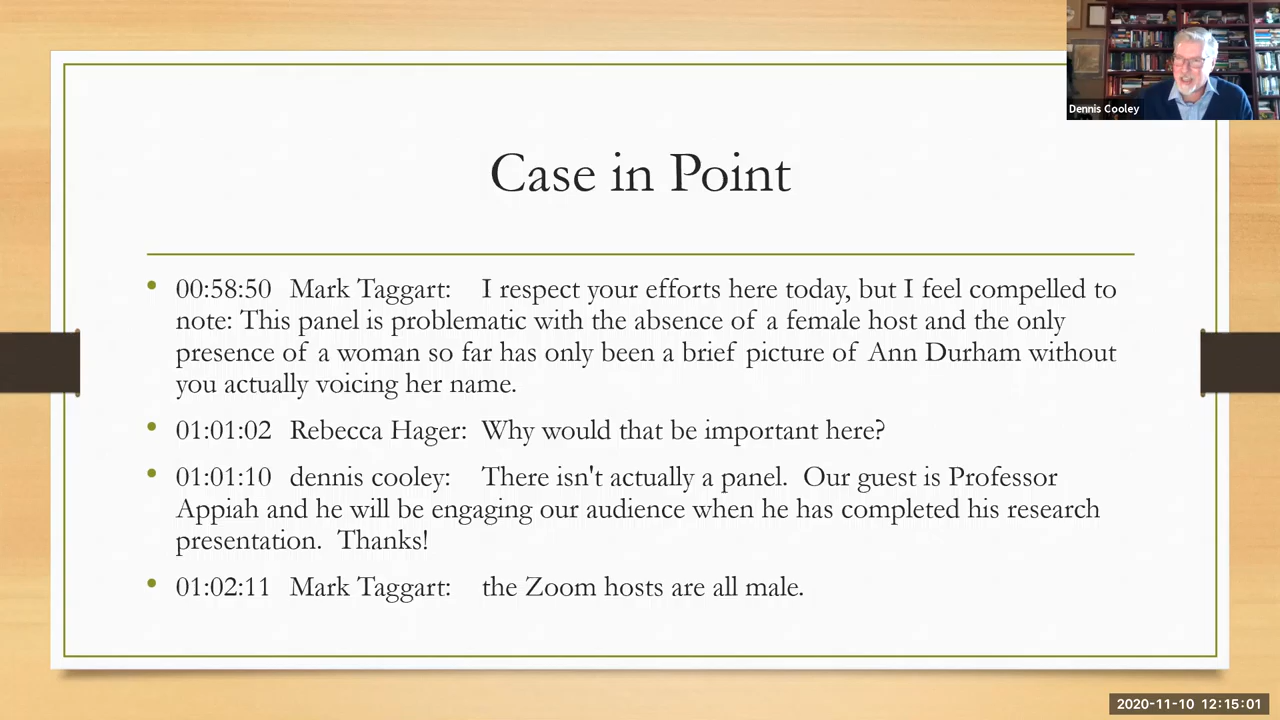 Dennis Cooley
Case in Point
• 00:58:50 Mark Taggart: I respect your efforts here today, but I feel compelled to
note: This panel is problematic with the absence of a female host and the only
presence of a woman so far has only been a brief picture of Ann Durham without
you actually voicing her name.
• 01:01:02 Rebecca Hager: Why would that be important here?
• 01:01:10 dennis cooley: There isn't actually a panel. Our guest is Professor
Appiah and he will be engaging our audience when he has completed his research
presentation. Thanks!
• 01:02:11 Mark Taggart: the Zoom hosts are all male.
2020-11-10 12:15:01